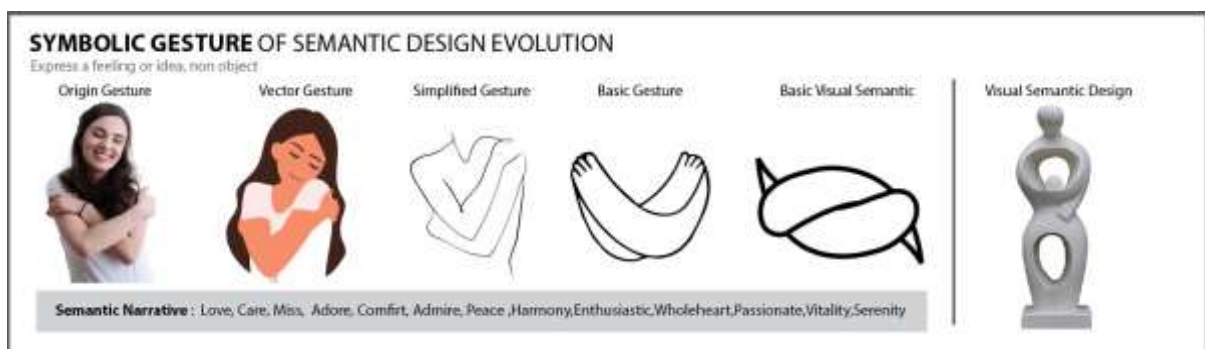 SYMBOLIC GESTURE OF SEMANTIC DESIGN EVOLUTION
Express a feeling or idea, non object
Origin Gesture
Vector Gesture
Simplified Gesture
Basic Gesture
Basic Visual Semantic
Visual Semantic Design
Semantic Narrative : Love, Care, Miss, Adore, Comfirt, Admire, Peace ,Harmony,Enthusiastic,Wholeheart,Passionate,Vitality,Serenity